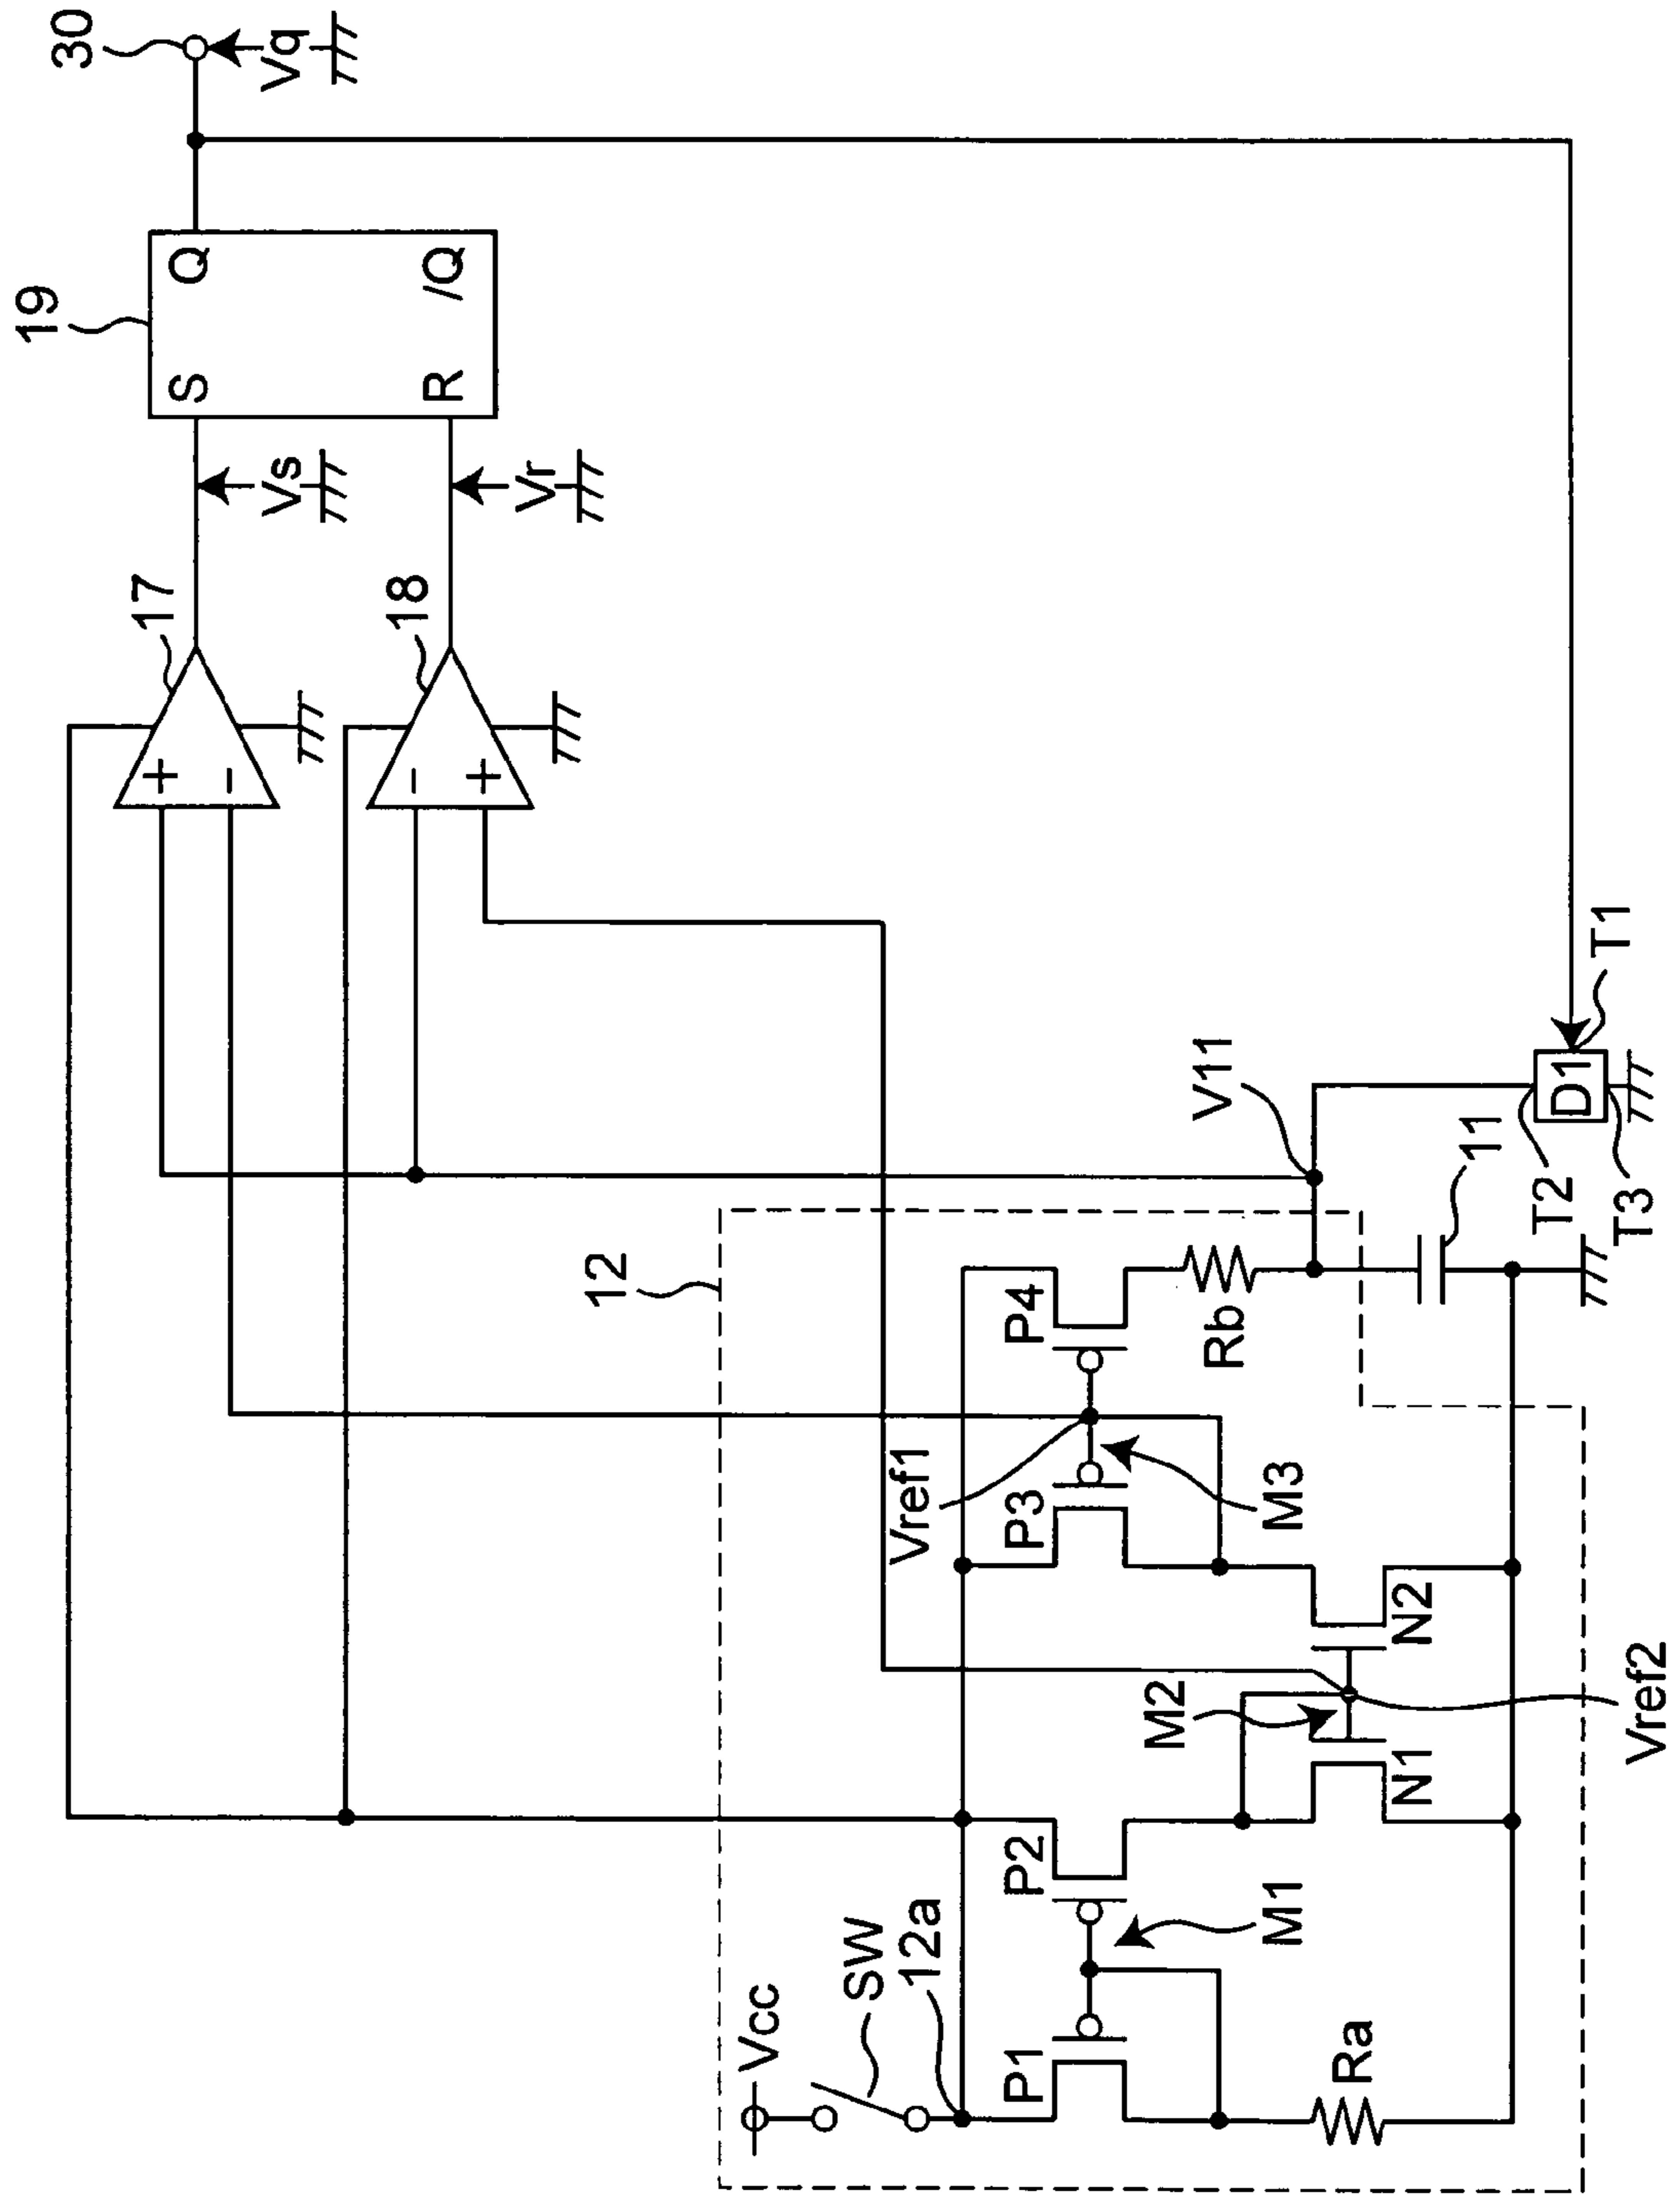 30
Vq
19
S
Q
R
/Q
Vs
Vr
17
+
-
18
-
+
V11
T1
D1
T2
T3
11
12
P4
Rb
Vref1
P3
M3
M2
N2
Vref2
N1
P2
M1
Vcc
SW
12a
P1
Ra